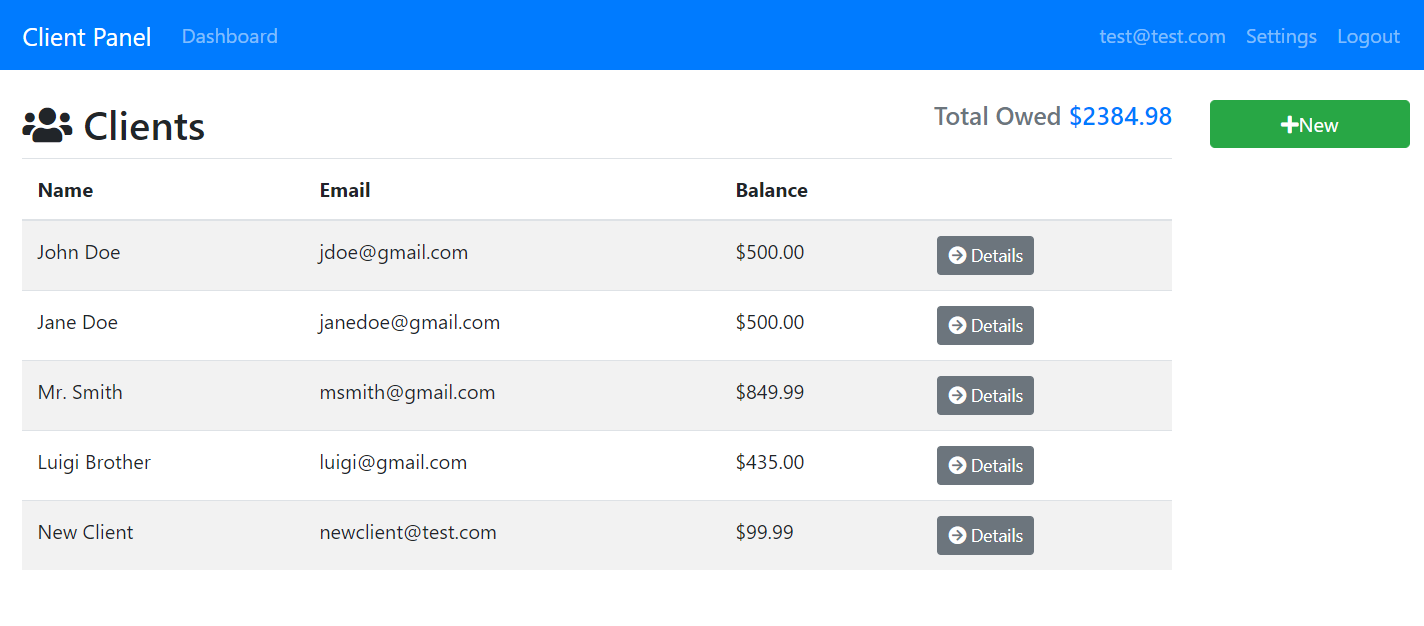 Client Panel Dashboard test@test.com Settings Logout
Clients Total Owed $2384.98 New
Name Email Balance
John Doe jdoe@gmail.com $500.00 Details
Jane Doe janedoe@gmail.com $500.00 Details
Mr. Smith msmith@gmail.com $849.99 Details
Luigi Brother luigi@gmail.com $435.00 Details
New Client newclient@test.com $99.99 Details